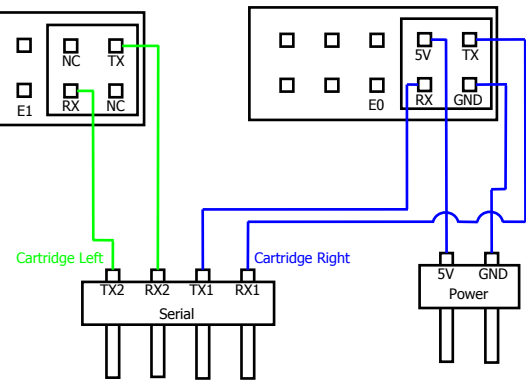 NC TX
RX NC
E1
5V TX
RX GND
E0
Cartridge Left
Cartridge Right
TX2 RX2 TX1 RX1
Serial
5V GND
Power